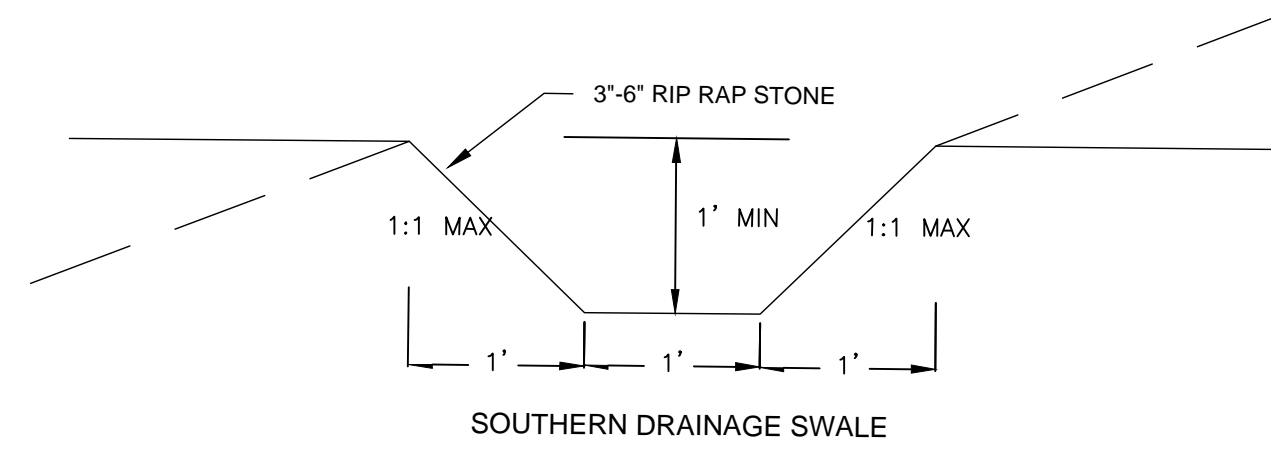 3"-6" RIP RAP STONE
1' MIN
1:1 MAX
1:1 MAX
1'
1'
1'
SOUTHERN DRAINAGE SWALE